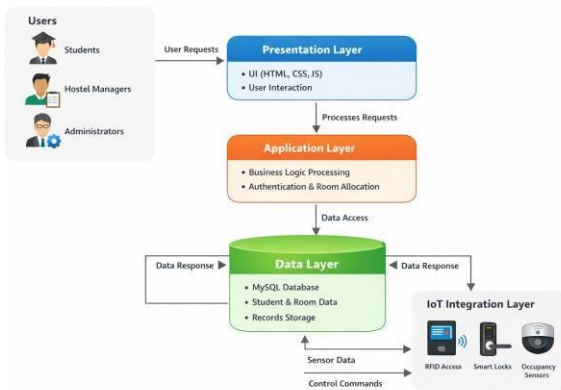 Users
Students
Hostel Managers
Administrators
User Requests
Presentation Layer
• UI (HTML, CSS, JS)
• User Interaction
Processes Requests
Application Layer
• Business Logic Processing
• Authentication & Room Allocation
Data Access
Data Response
Data Layer
• MySQL Database
• Student & Room Data
• Records Storage
Data Response
IoT Integration Layer
RFID Access
Smart Locks
Occupancy
Sensors
Sensor Data
Control Commands